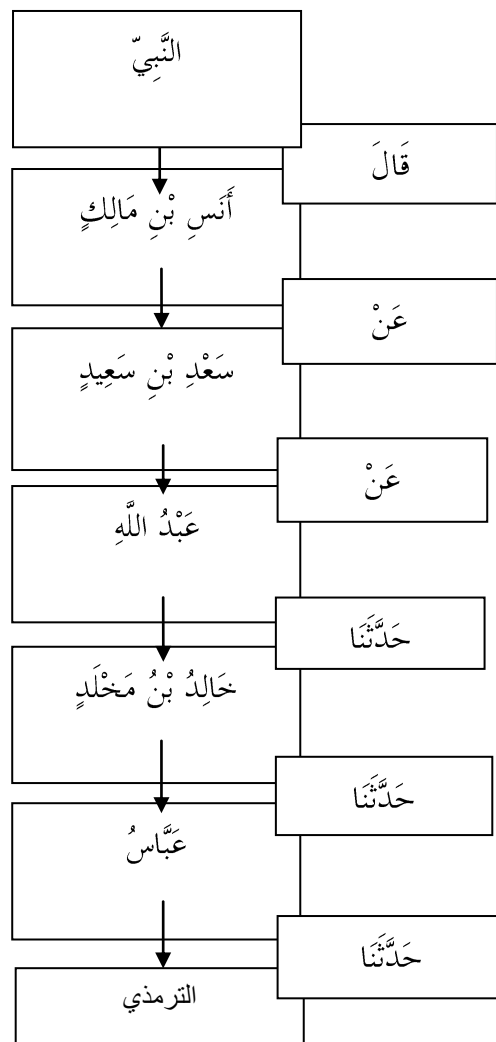 النَّبِيّ
قَالَ
أَنَسِ بْنِ مَالِكٍ
عَنْ
سَعْدِ بْنِ سَعِيدٍ
عَنْ
عَبْدُ اللَّهِ
حَدَّثَنَا
خَالِدُ بْنُ مَخْلَدٍ
حَدَّثَنَا
عَبَّاسُ
حَدَّثَنَا
الترمذي